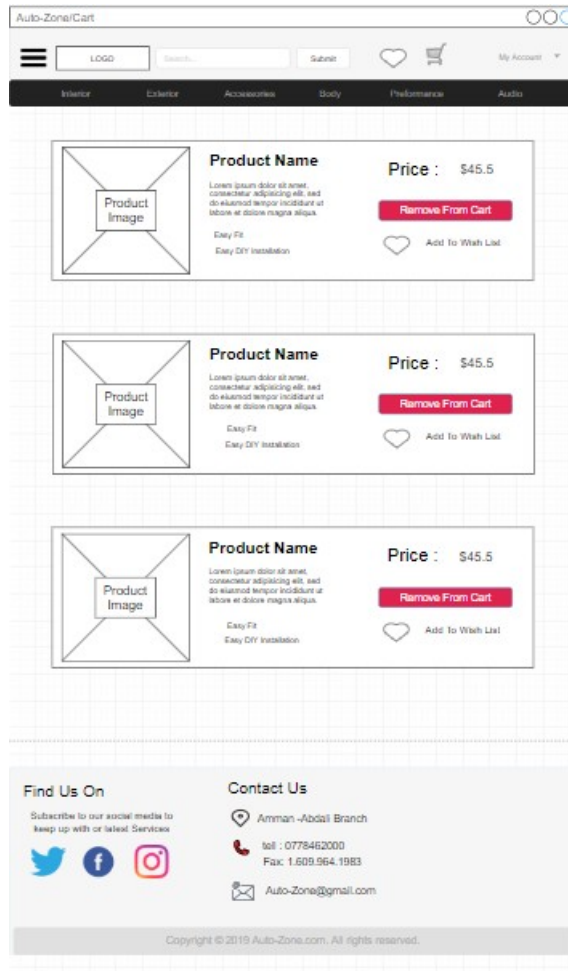 Auto-Zone/Cart
LOGO
Search...
Submit
My Account
Interior Exterior Accessories Body Preformance Audio
Product Image
Product Name
Lorem ipsum dolor sit amet,
consectetur adipisicing elit, sed
do eiusmod tempor incididunt ut
labore et dolore magna aliqua.
Easy Fit
Easy DIY Installation
Price : $45.5
Remove From Cart
Add To Wish List
Product Image
Product Name
Lorem ipsum dolor sit amet,
consectetur adipisicing elit, sed
do eiusmod tempor incididunt ut
labore et dolore magna aliqua.
Easy Fit
Easy DIY Installation
Price : $45.5
Remove From Cart
Add To Wish List
Product Image
Product Name
Lorem ipsum dolor sit amet,
consectetur adipisicing elit, sed
do eiusmod tempor incididunt ut
labore et dolore magna aliqua.
Easy Fit
Easy DIY Installation
Price : $45.5
Remove From Cart
Add To Wish List
Find Us On
Subscribe to our social media to
keep up with or latest Services
Contact Us
Amman -Abdali Branch
tell : 0778462000
Fax: 1.609.964.1983
Auto-Zone@gmail.com
Copyright © 2019 Auto-Zone.com. All rights reserved.